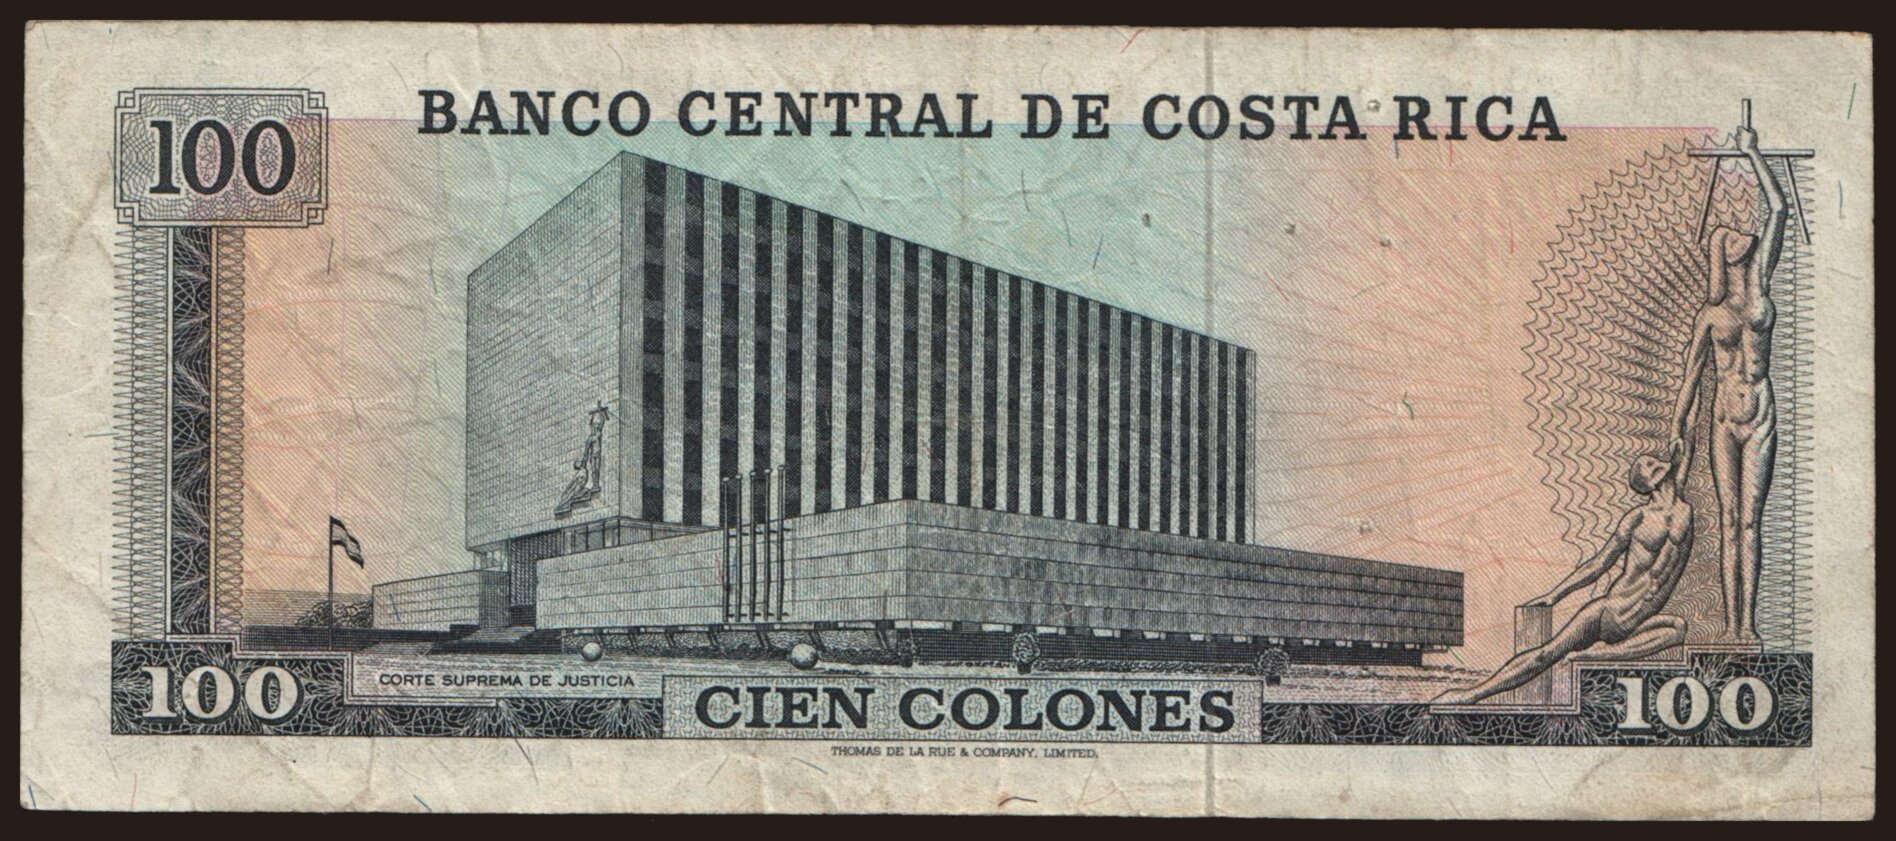 BANCO CENTRAL DE COSTA RICA
100
CORTE SUPREMA DE JUSTICIA
100
CIEN COLONES
100
THOMAS DE LA RUE & COMPANY, LIMITED.